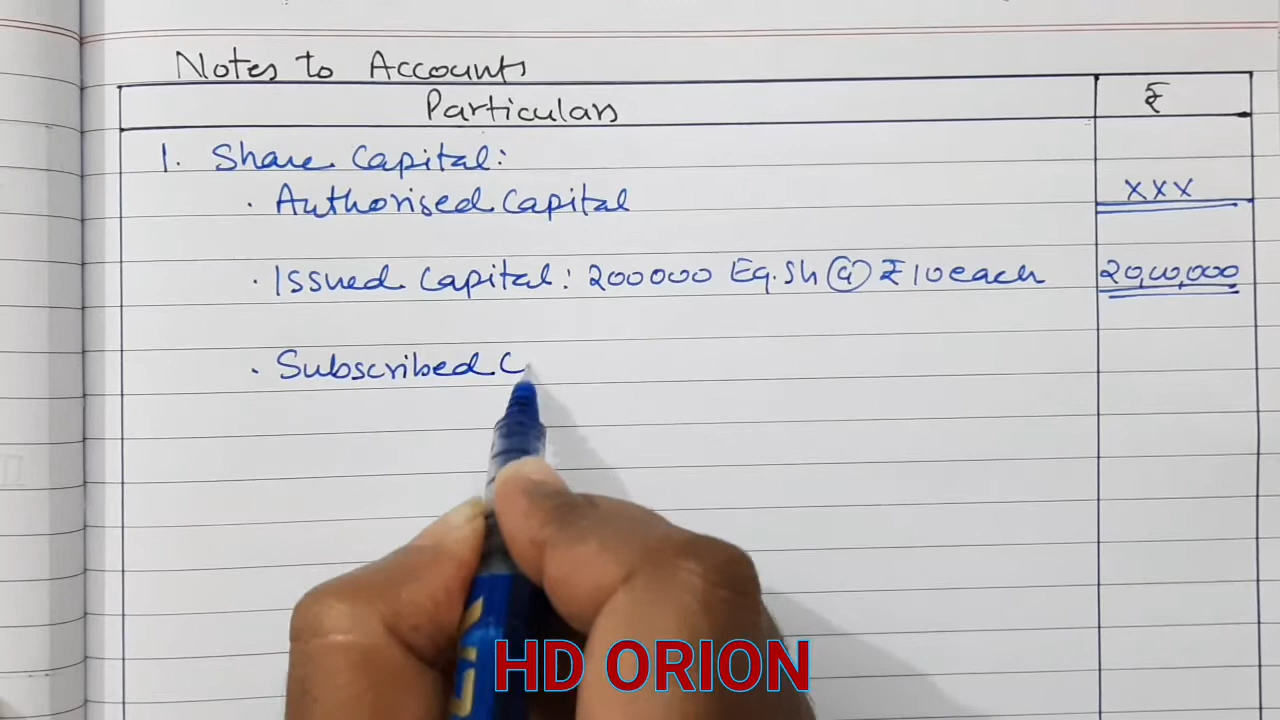 Notes to Accounts
Particulars ₹
1. Share Capital:
· Authorised Capital xxx
· Issued Capital: 200000 Eq.Sh @ ₹10 each 20,00,000
· Subscribed C
HD ORION